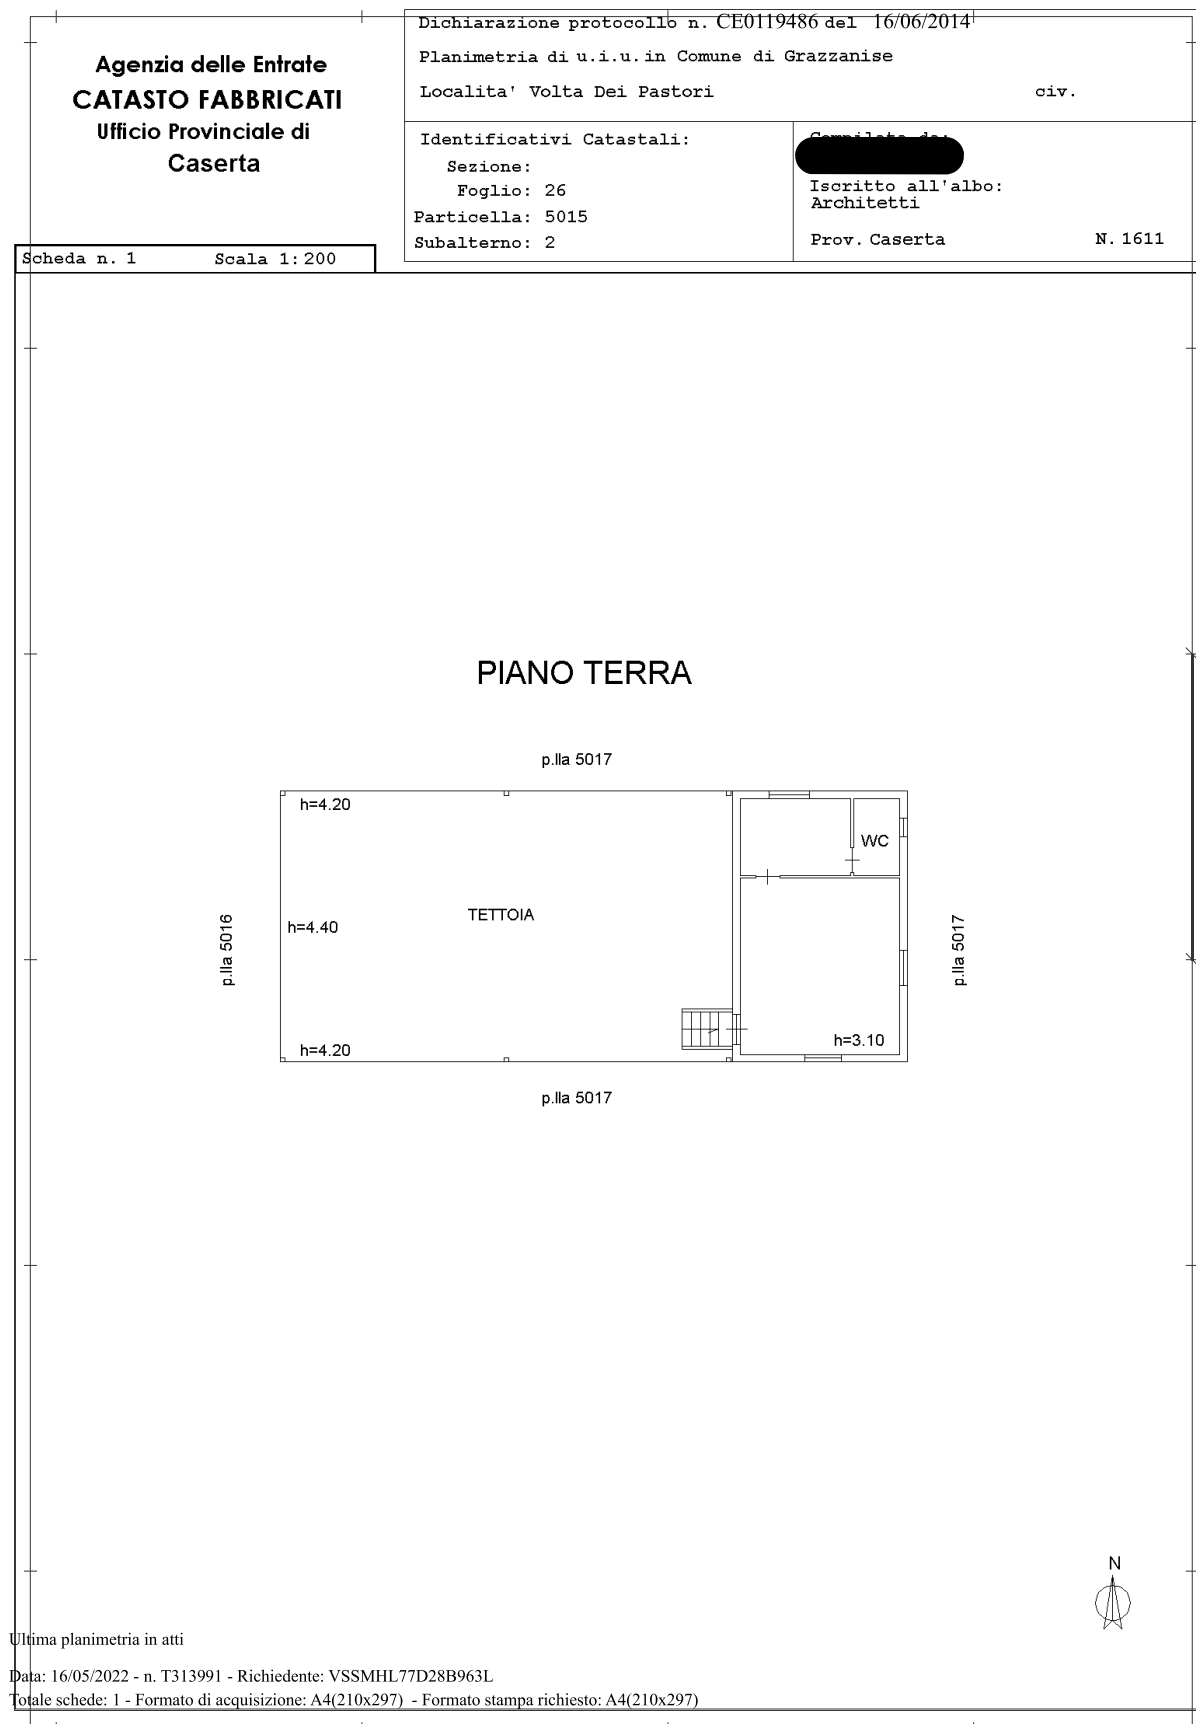 Agenzia delle Entrate
CATASTO FABBRICATI
Ufficio Provinciale di
Caserta
Dichiarazione protocollo n. CE0119486 del 16/06/2014
Planimetria di u.i.u. in Comune di Grazzanise
Localita' Volta Dei Pastori civ.
Identificativi Catastali:
Sezione:
Foglio: 26
Particella: 5015
Subalterno: 2
Compilata da:
Iscritto all'albo:
Architetti
Prov. Caserta N. 1611
Scheda n. 1 Scala 1:200
PIANO TERRA
p.lla 5017
h=4.20
WC
TETTOIA
h=4.40
p.lla 5016
p.lla 5017
h=4.20
h=3.10
p.lla 5017
N
Ultima planimetria in atti
Data: 16/05/2022 - n. T313991 - Richiedente: VSSMHL77D28B963L
Totale schede: 1 - Formato di acquisizione: A4(210x297) - Formato stampa richiesto: A4(210x297)